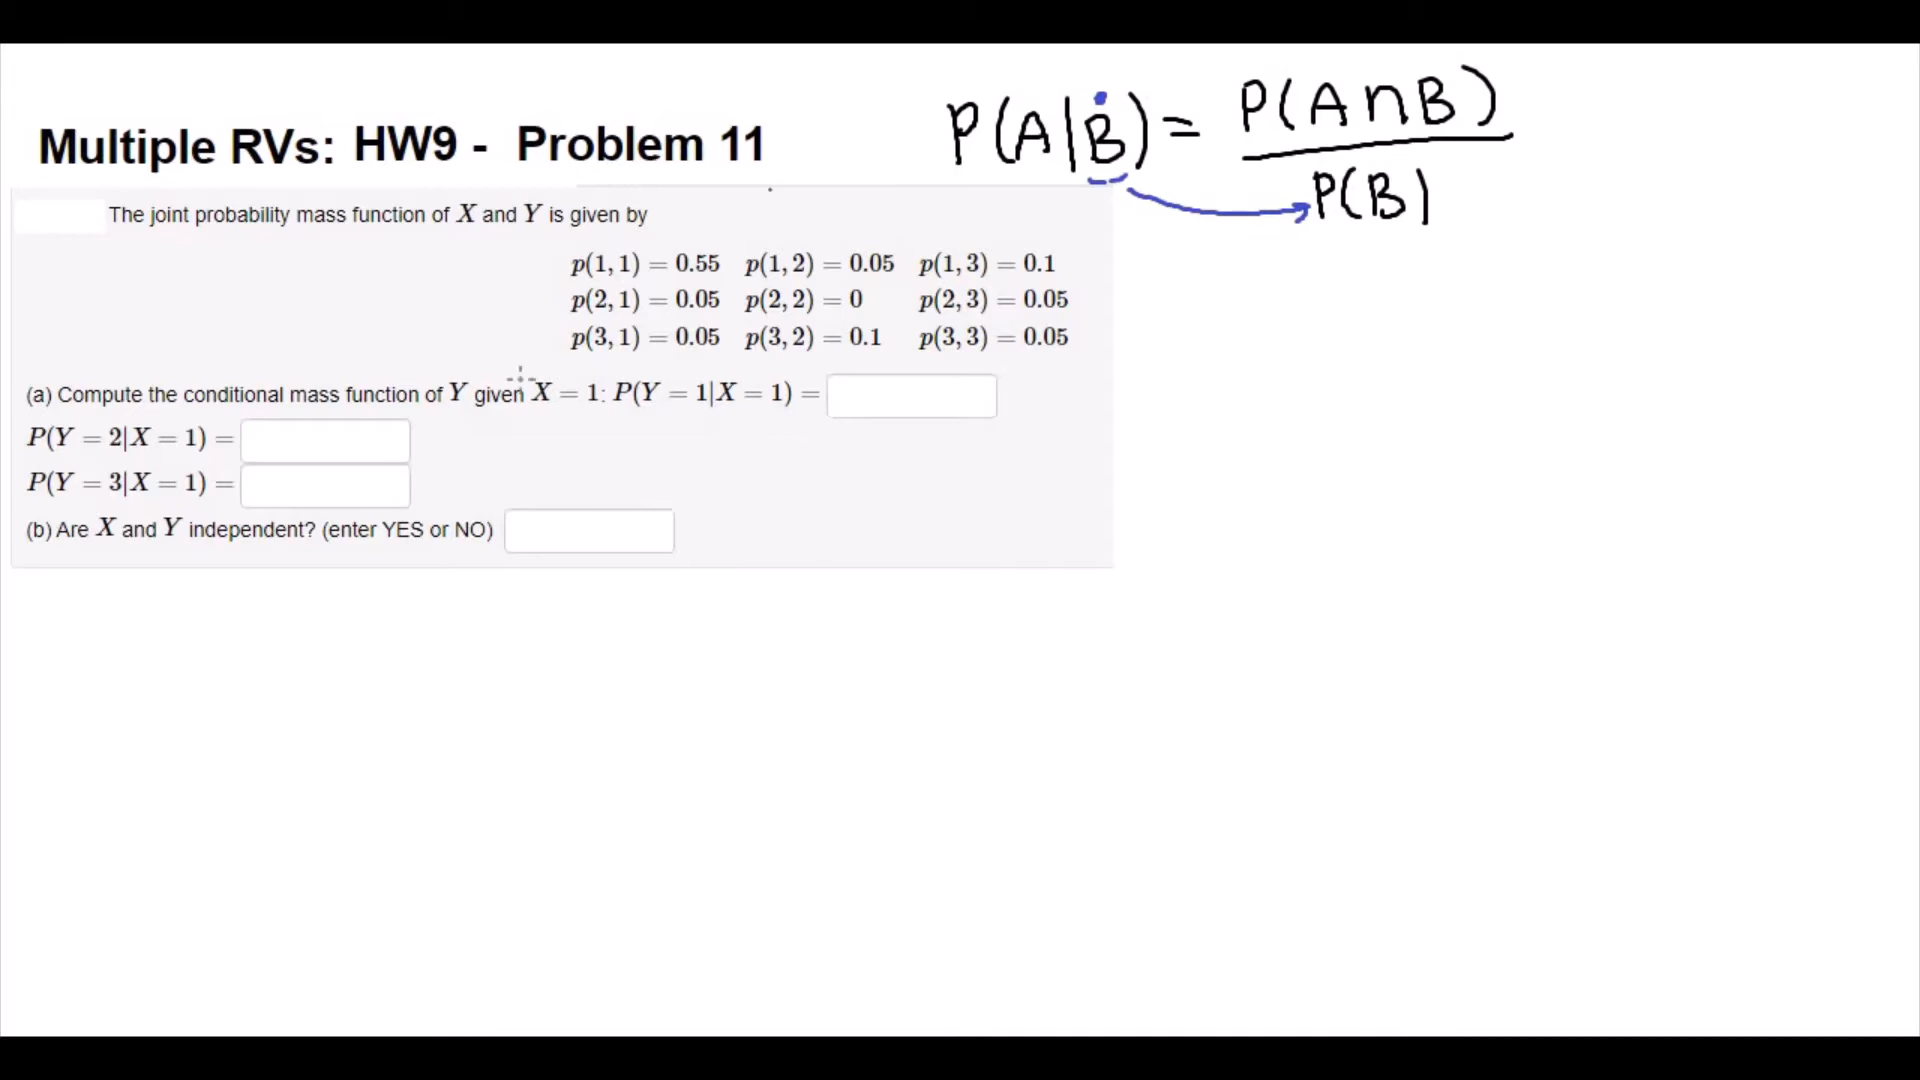 Multiple RVs: HW9 - Problem 11
P(A|B) = P(A∩B) / P(B)
The joint probability mass function of X and Y is given by
p(1, 1) = 0.55 p(1, 2) = 0.05 p(1, 3) = 0.1
p(2, 1) = 0.05 p(2, 2) = 0 p(2, 3) = 0.05
p(3, 1) = 0.05 p(3, 2) = 0.1 p(3, 3) = 0.05
(a) Compute the conditional mass function of Y given X = 1: P(Y = 1|X = 1) =
P(Y = 2|X = 1) =
P(Y = 3|X = 1) =
(b) Are X and Y independent? (enter YES or NO)